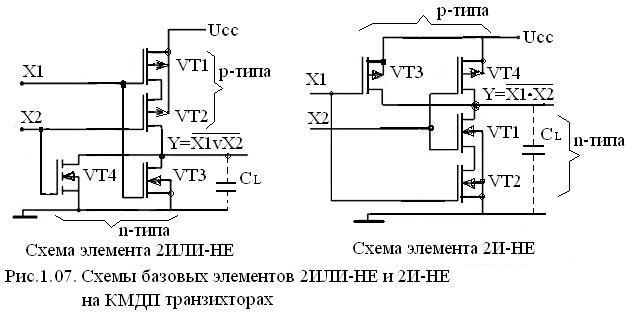 p-типа
Ucc
Ucc
X1
VT1
p-типа
X2
VT2
Y=X1vX2
VT4
VT3
CL
n-типа
Схема элемента 2ИЛИ-НЕ
X1
VT3
VT4
Y=X1•X2
X2
VT1
n-типа
CL
VT2
Схема элемента 2И-НЕ
Рис.1.07. Схемы базовых элементов 2ИЛИ-НЕ и 2И-НЕ
на КМДП транзихторах